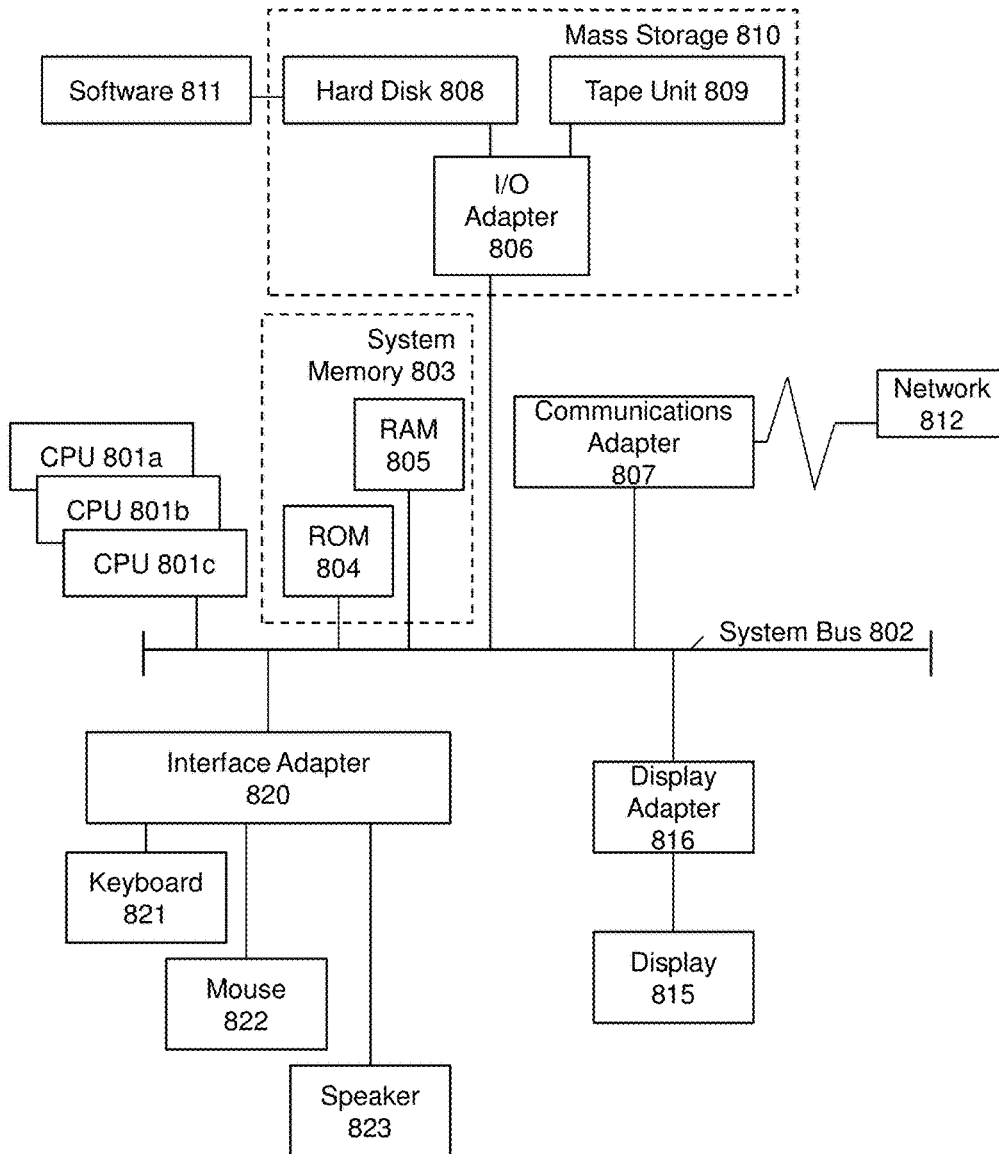 Mass Storage 810
Software 811
Hard Disk 808
Tape Unit 809
I/O
Adapter
806
System
Memory 803
RAM
805
ROM
804
Communications
Adapter
807
Network
812
CPU 801a
CPU 801b
CPU 801c
System Bus 802
Interface Adapter
820
Display
Adapter
816
Keyboard
821
Mouse
822
Display
815
Speaker
823